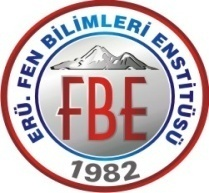 ERÜ. FEN BİLİMLERİ ENSTİTÜSÜ
FBE
1982